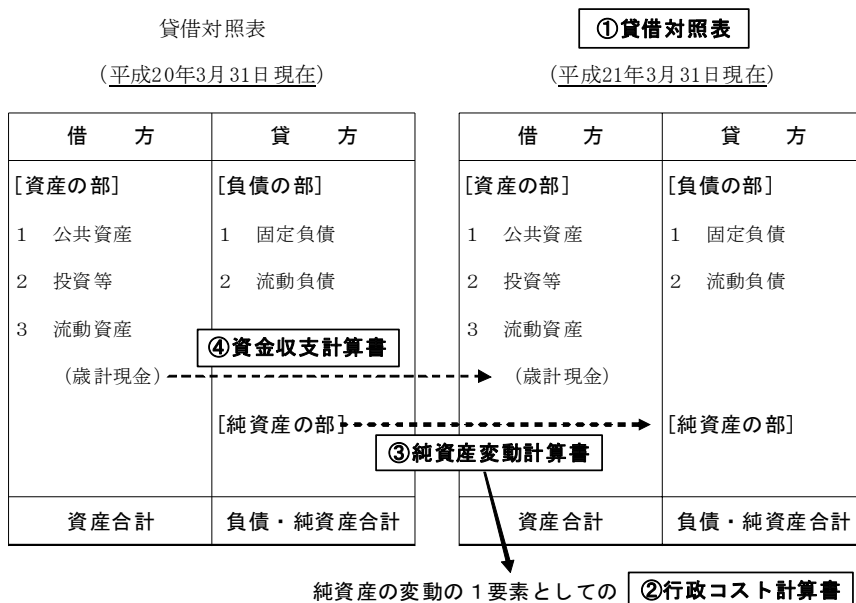 貸借対照表
(平成20年3月31日現在)
借 方
貸 方
[資産の部]
1 公共資産
2 投資等
3 流動資産
(歳計現金)
[負債の部]
1 固定負債
2 流動負債
[純資産の部]
資産合計
負債・純資産合計
①貸借対照表
(平成21年3月31日現在)
借 方
貸 方
[資産の部]
1 公共資産
2 投資等
3 流動資産
(歳計現金)
[負債の部]
1 固定負債
2 流動負債
[純資産の部]
資産合計
負債・純資産合計
④資金収支計算書
③純資産変動計算書
純資産の変動の1要素としての ②行政コスト計算書